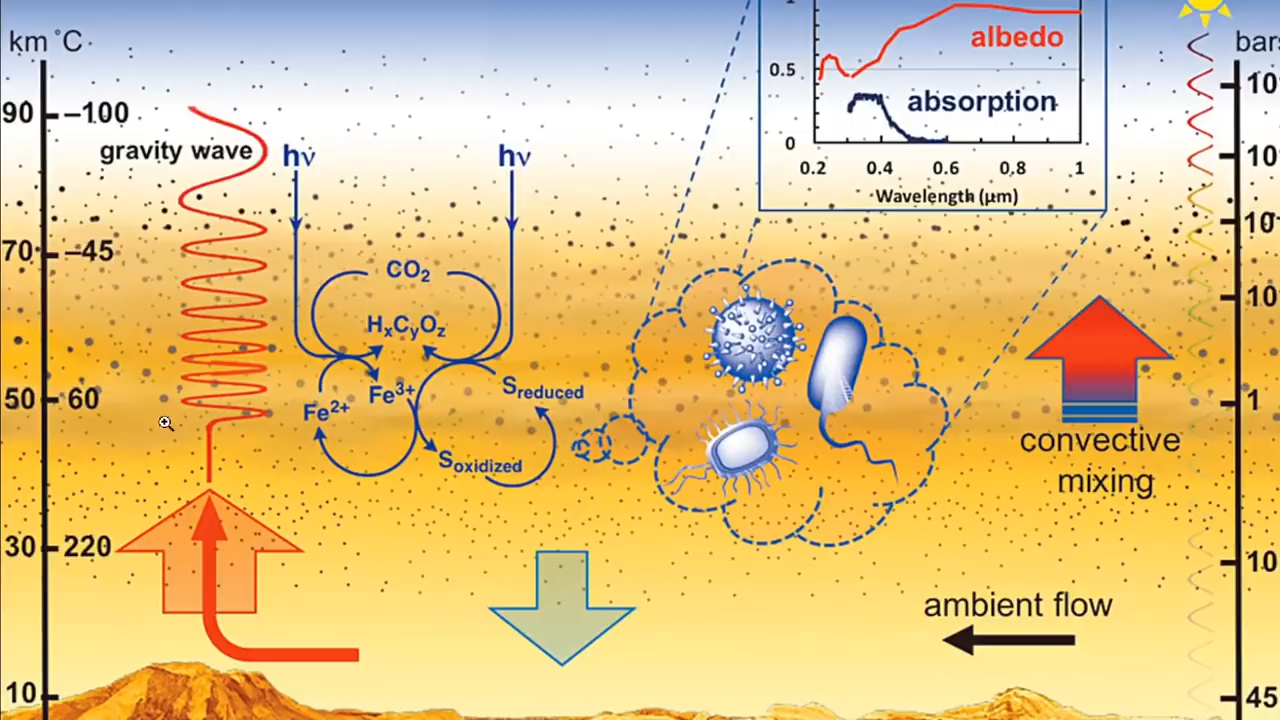 km °C
bars
1
albedo
0.5
absorption
0
0.2 0.4 0.6 0.8 1
Wavelength (µm)
90 –100
gravity wave
hν
hν
70 –45
CO2
HxCyOz
Fe3+
Sreduced
50 60
Fe2+
Soxidized
1
convective
mixing
30 220
10
ambient flow
10
45